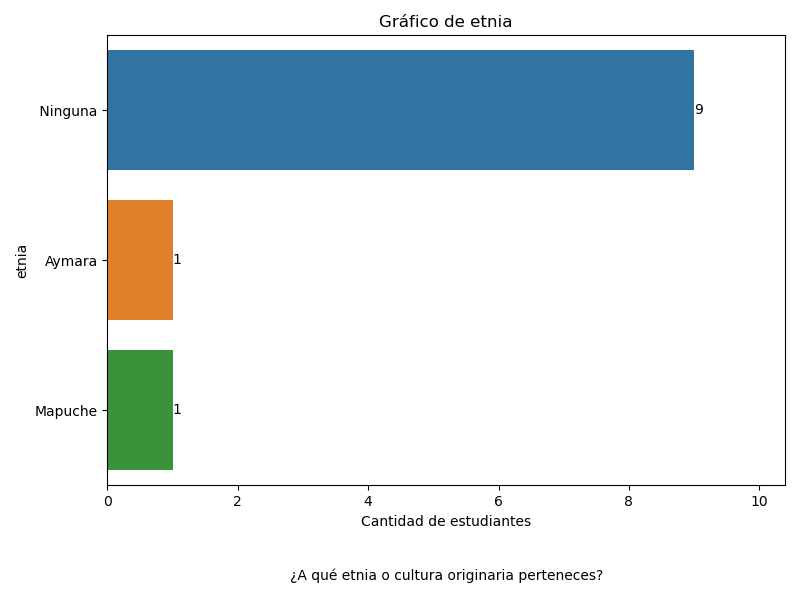 Gráfico de etnia
Ninguna
9
Aymara
1
Mapuche
1
etnia
0 2 4 6 8 10
Cantidad de estudiantes
¿A qué etnia o cultura originaria perteneces?